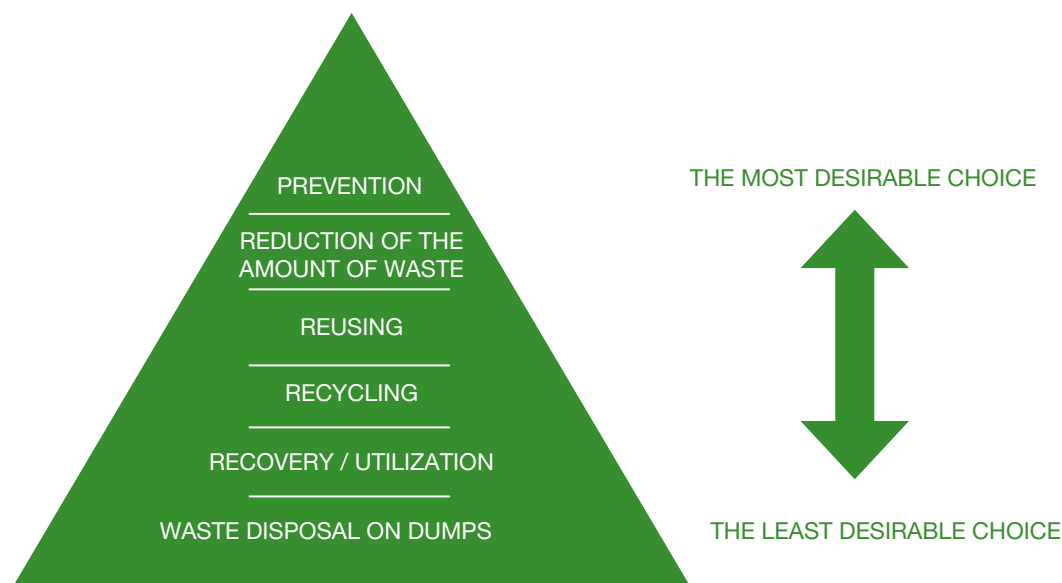 PREVENTION
THE MOST DESIRABLE CHOICE
REDUCTION OF THE
AMOUNT OF WASTE
REUSING
RECYCLING
RECOVERY / UTILIZATION
WASTE DISPOSAL ON DUMPS
THE LEAST DESIRABLE CHOICE